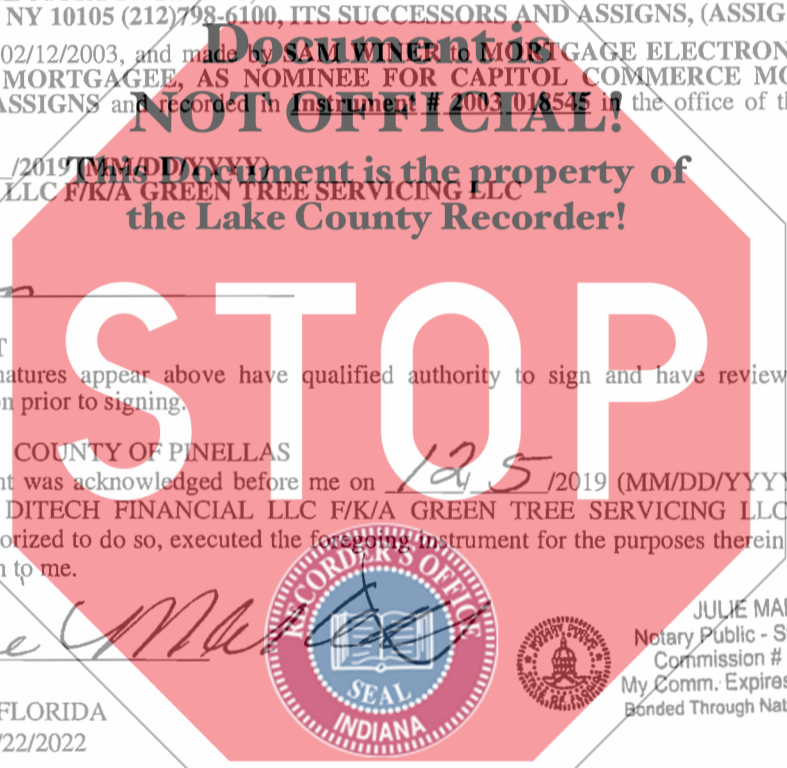 NY 10105 (212)798-6100, ITS SUCCESSORS AND ASSIGNS, (ASSIG
Document is
02/12/2003, and made by SAM WINER to MORTGAGE ELECTRON
MORTGAGEE, AS NOMINEE FOR CAPITOL COMMERCE MO
ASSIGNS and recorded in Instrument # 2003 018545 in the office of th
NOT OFFICIAL!
/2019 (MM/DD/YYYY)
This Document is the property of
LLC F/K/A GREEN TREE SERVICING LLC
the Lake County Recorder!
STOP
T
natures appear above have qualified authority to sign and have review
n prior to signing.
COUNTY OF PINELLAS
nt was acknowledged before me on 12/5/2019 (MM/DD/YYYY
DITECH FINANCIAL LLC F/K/A GREEN TREE SERVICING LLC
orized to do so, executed the foregoing instrument for the purposes therein
n to me.
RECORDER'S OFFICE
SEAL
INDIANA
JULIE MA
Notary Public - S
Commission #
My Comm. Expires
Bonded Through Nat
FLORIDA
/22/2022